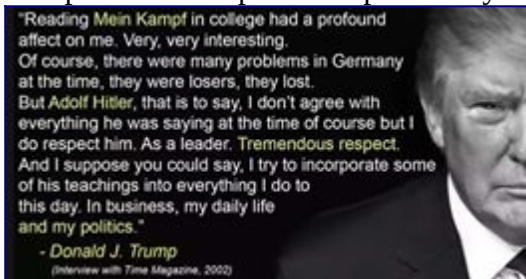 "Reading Mein Kampf in college had a profound
affect on me. Very, very interesting.
Of course, there were many problems in Germany
at the time, they were losers, they lost.
But Adolf Hitler, that is to say, I don't agree with
everything he was saying at the time of course but I
do respect him. As a leader. Tremendous respect.
And I suppose you could say, I try to incorporate some
of his teachings into everything I do to
this day. In business, my daily life
and my politics."
- Donald J. Trump
(Interview with Time Magazine, 2002)